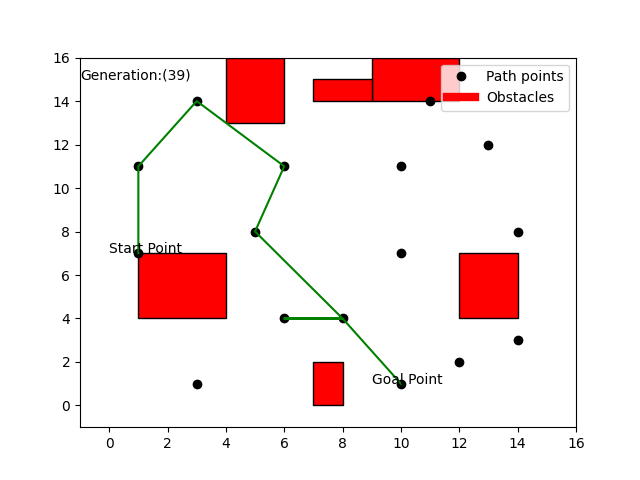 Generation:(39)
Path points
Obstacles
Start Point
Goal Point
16
14
12
10
8
6
4
2
0
0 2 4 6 8 10 12 14 16